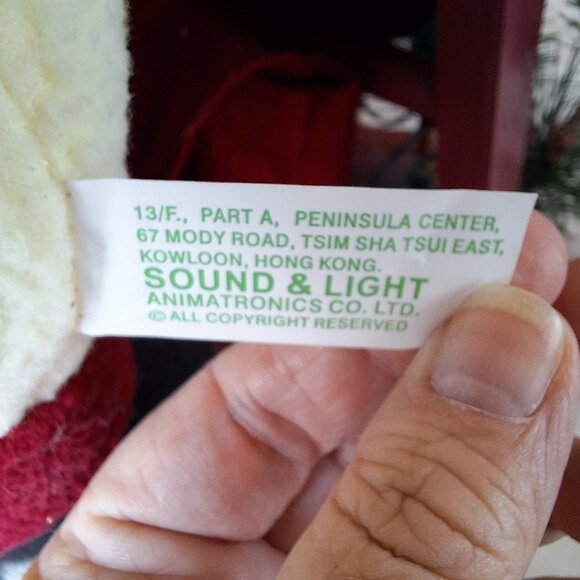 13/F., PART A, PENINSULA CENTER,
67 MODY ROAD, TSIM SHA TSUI EAST,
KOWLOON, HONG KONG.
SOUND & LIGHT
ANIMATRONICS CO. LTD.
© ALL COPYRIGHT RESERVED